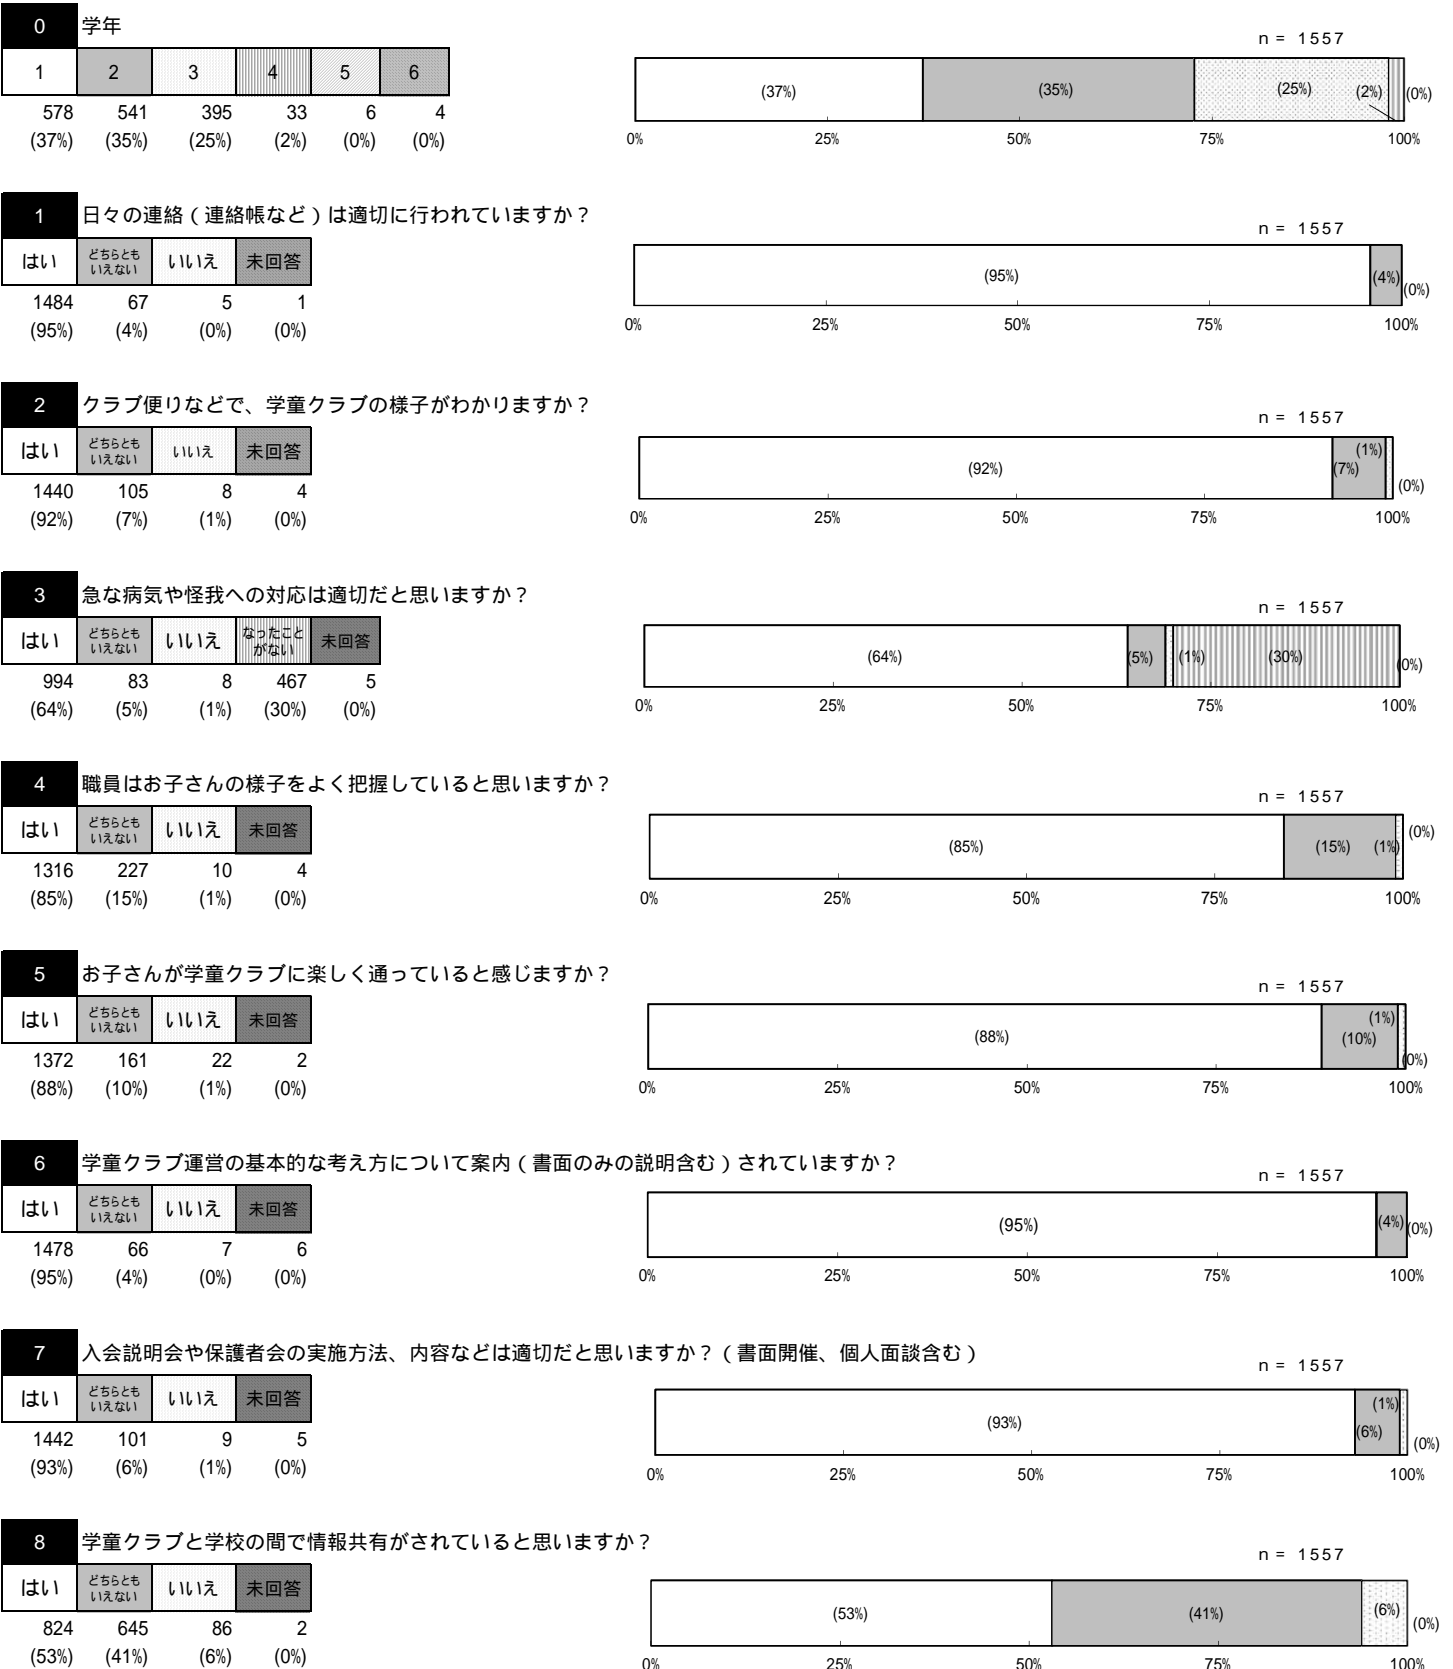 0 学年
n = 1557
1 2 3 4 5 6
578 541 395 33 6 4
(37%) (35%) (25%) (2%) (0%) (0%)
(37%) (35%) (25%) (2%) (0%)
0% 25% 50% 75% 100%
1 日々の連絡（連絡帳など）は適切に行われていますか？
n = 1557
はい どちらともいえない いいえ 未回答
1484 67 5 1
(95%) (4%) (0%) (0%)
(95%) (4%) (0%)
0% 25% 50% 75% 100%
2 クラブ便りなどで、学童クラブの様子がわかりますか？
n = 1557
はい どちらともいえない いいえ 未回答
1440 105 8 4
(92%) (7%) (1%) (0%)
(92%) (7%) (1%) (0%)
0% 25% 50% 75% 100%
3 急な病気や怪我への対応は適切だと思いますか？
n = 1557
はい どちらともいえない いいえ なったことがない 未回答
994 83 8 467 5
(64%) (5%) (1%) (30%) (0%)
(64%) (5%) (1%) (30%) (0%)
0% 25% 50% 75% 100%
4 職員はお子さんの様子をよく把握していると思いますか？
n = 1557
はい どちらともいえない いいえ 未回答
1316 227 10 4
(85%) (15%) (1%) (0%)
(85%) (15%) (1%) (0%)
0% 25% 50% 75% 100%
5 お子さんが学童クラブに楽しく通っていると感じますか？
n = 1557
はい どちらともいえない いいえ 未回答
1372 161 22 2
(88%) (10%) (1%) (0%)
(88%) (10%) (1%) (0%)
0% 25% 50% 75% 100%
6 学童クラブ運営の基本的な考え方について案内（書面のみの説明含む）されていますか？
n = 1557
はい どちらともいえない いいえ 未回答
1478 66 7 6
(95%) (4%) (0%) (0%)
(95%) (4%) (0%)
0% 25% 50% 75% 100%
7 入会説明会や保護者会の実施方法、内容などは適切だと思いますか？（書面開催、個人面談含む）
n = 1557
はい どちらともいえない いいえ 未回答
1442 101 9 5
(93%) (6%) (1%) (0%)
(93%) (6%) (1%) (0%)
0% 25% 50% 75% 100%
8 学童クラブと学校の間で情報共有がされていると思いますか？
n = 1557
はい どちらともいえない いいえ 未回答
824 645 86 2
(53%) (41%) (6%) (0%)
(53%) (41%) (6%) (0%)
0% 25% 50% 75% 100%